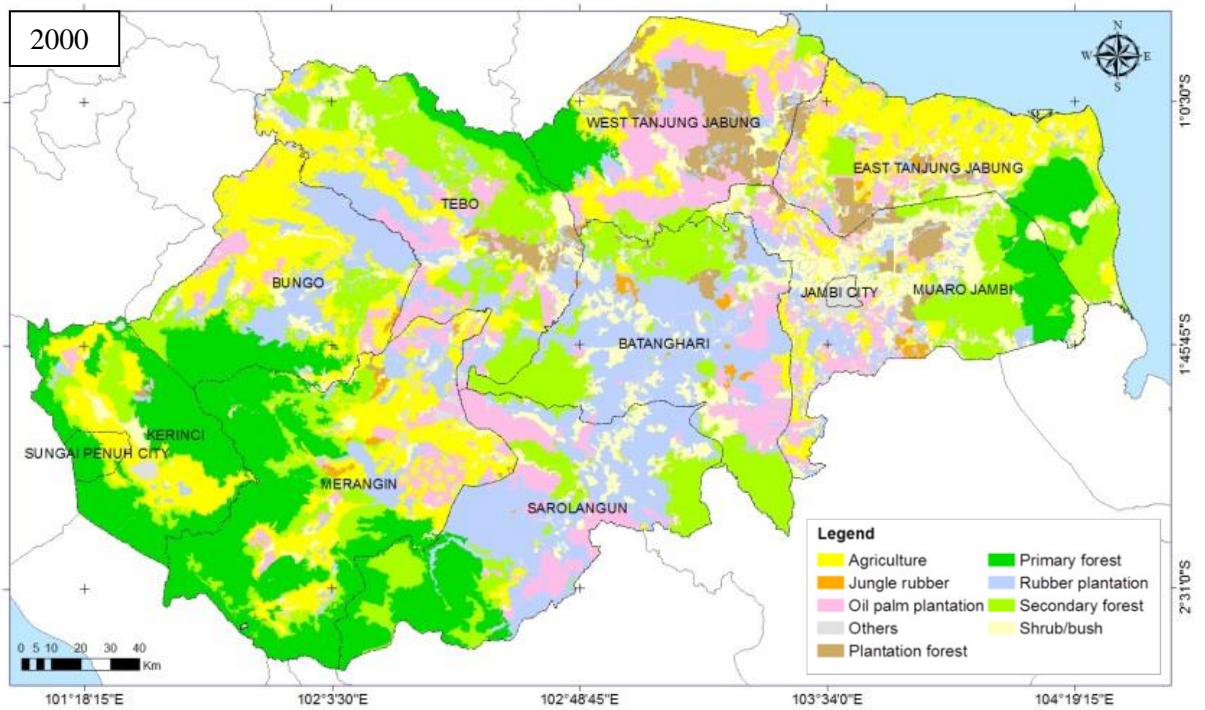 2000
N
W E
S
1°0'30"S
WEST TANJUNG JABUNG
EAST TANJUNG JABUNG
TEBO
BUNGO
JAMBI CITY
MUARO JAMBI
BATANGHARI
1°45'45"S
KERINCI
SUNGAI PENUH CITY
MERANGIN
SAROLANGUN
Legend
Agriculture
Jungle rubber
Oil palm plantation
Others
Plantation forest
Primary forest
Rubber plantation
Secondary forest
Shrub/bush
2°31'0"S
0 5 10 20 30 40
Km
101°18'15"E
102°3'30"E
102°48'45"E
103°34'0"E
104°19'15"E